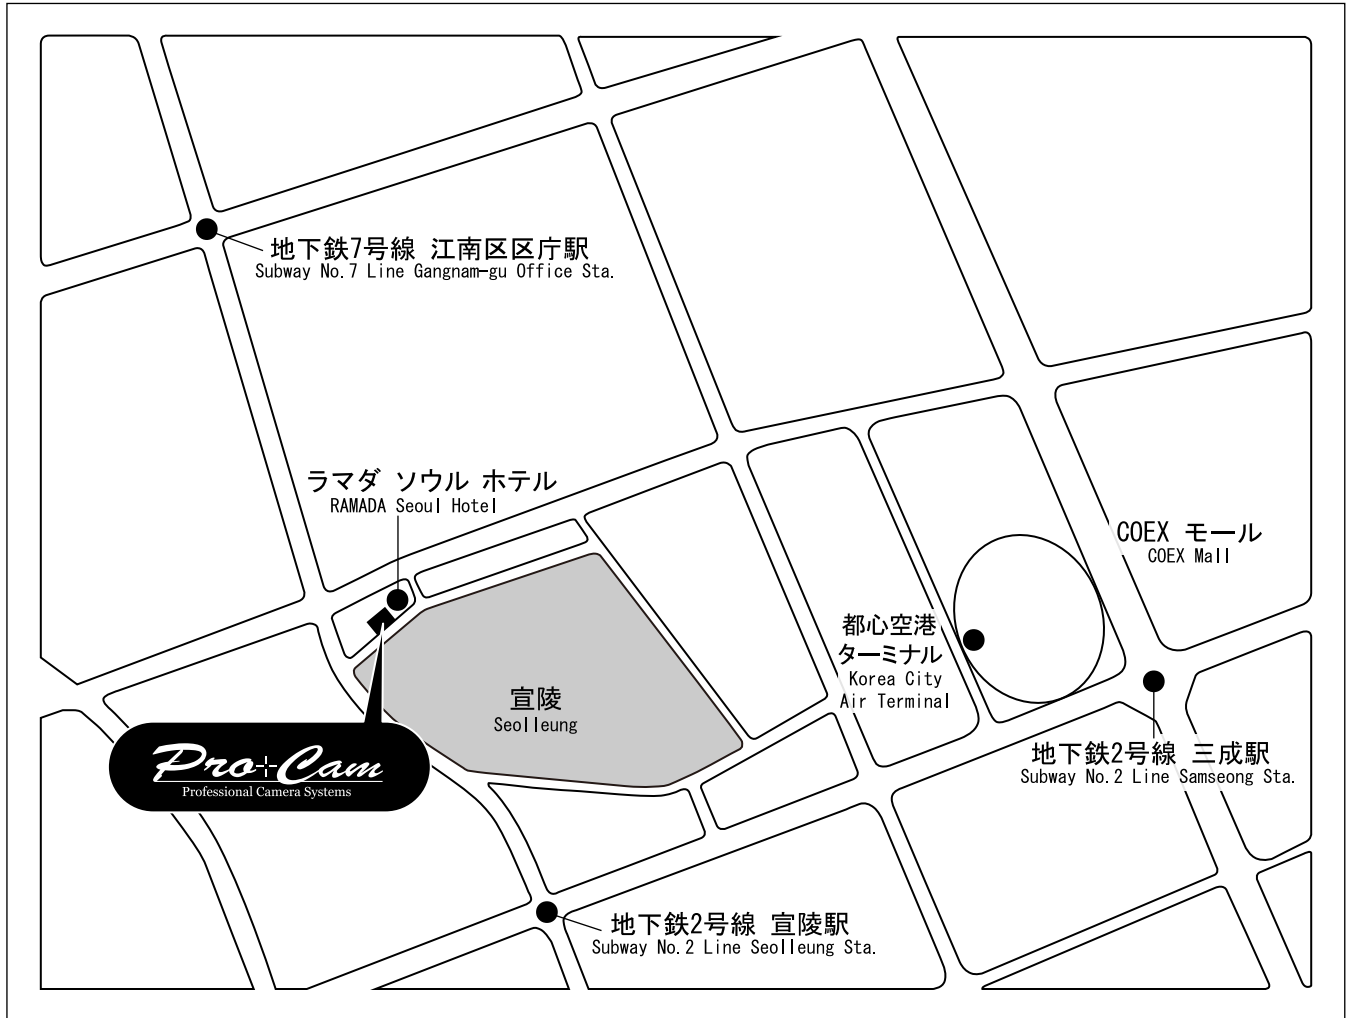 地下鉄7号線 江南区区庁駅
Subway No.7 Line Gangnam-gu Office Sta.
ラマダ ソウル ホテル
RAMADA Seoul Hotel
COEX モール
COEX Mall
都心空港
ターミナル
Korea City
Air Terminal
宣陵
Seolleung
Pro Cam
Professional Camera Systems
地下鉄2号線 三成駅
Subway No.2 Line Samseong Sta.
地下鉄2号線 宣陵駅
Subway No.2 Line Seolleung Sta.